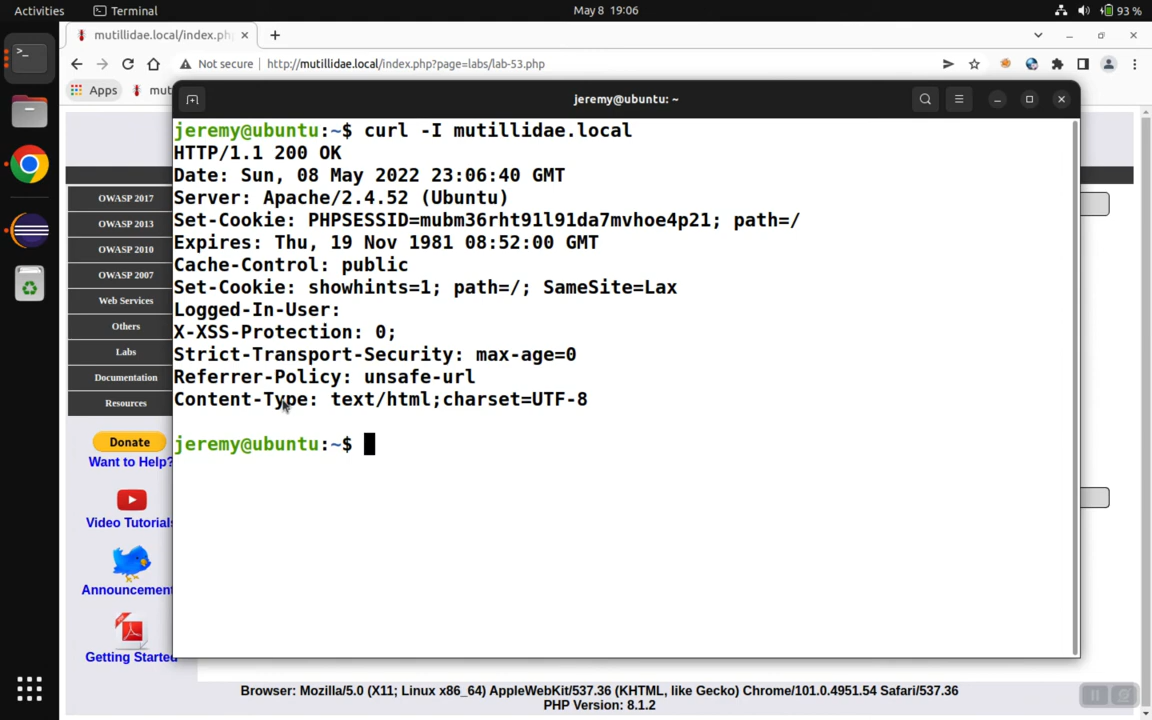 Activities
Terminal
May 8 19:06
93 %
mutillidae.local/index.ph
Not secure
http://mutillidae.local/index.php?page=labs/lab-53.php
Apps
mut
jeremy@ubuntu: ~
jeremy@ubuntu:~$ curl -I mutillidae.local
HTTP/1.1 200 OK
Date: Sun, 08 May 2022 23:06:40 GMT
Server: Apache/2.4.52 (Ubuntu)
Set-Cookie: PHPSESSID=mubm36rht91l91da7mvhoe4p21; path=/
Expires: Thu, 19 Nov 1981 08:52:00 GMT
Cache-Control: public
Set-Cookie: showhints=1; path=/; SameSite=Lax
Logged-In-User:
X-XSS-Protection: 0;
Strict-Transport-Security: max-age=0
Referrer-Policy: unsafe-url
Content-Type: text/html;charset=UTF-8
jeremy@ubuntu:~$
OWASP 2017
OWASP 2013
OWASP 2010
OWASP 2007
Web Services
Others
Labs
Documentation
Resources
Donate
Want to Help?
Video Tutorials
Announcement
Getting Started
Browser: Mozilla/5.0 (X11; Linux x86_64) AppleWebKit/537.36 (KHTML, like Gecko) Chrome/101.0.4951.54 Safari/537.36
PHP Version: 8.1.2